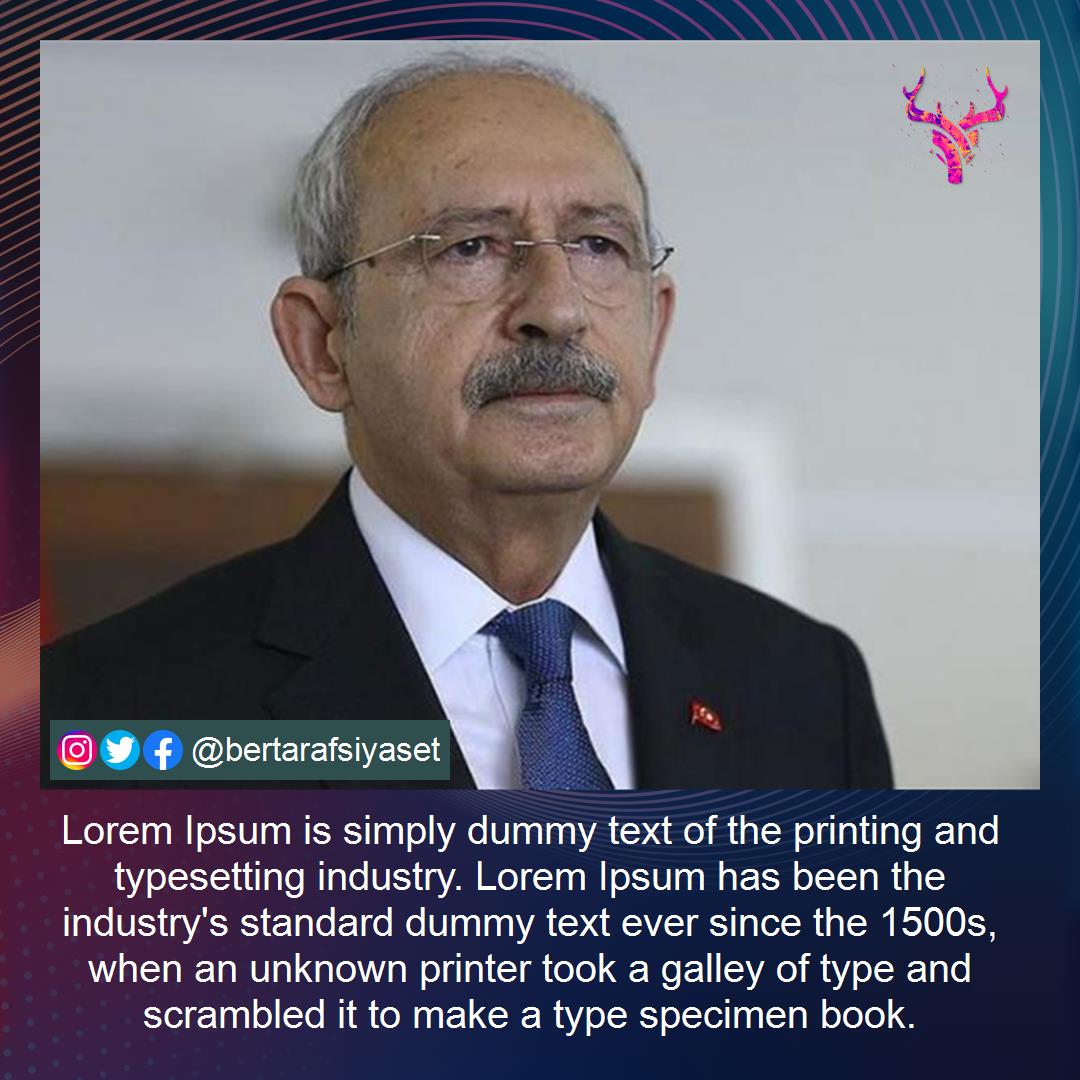 @bertarafsiyaset
Lorem Ipsum is simply dummy text of the printing and
typesetting industry. Lorem Ipsum has been the
industry's standard dummy text ever since the 1500s,
when an unknown printer took a galley of type and
scrambled it to make a type specimen book.